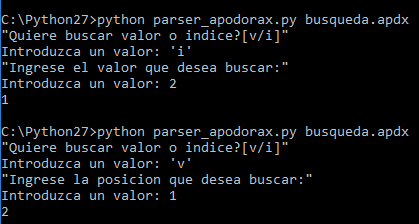 C:\Python27>python parser_apodorax.py busqueda.apdx
"Quiere buscar valor o indice?[v/i]"
Introduzca un valor: 'i'
"Ingrese el valor que desea buscar:"
Introduzca un valor: 2
1
C:\Python27>python parser_apodorax.py busqueda.apdx
"Quiere buscar valor o indice?[v/i]"
Introduzca un valor: 'v'
"Ingrese la posicion que desea buscar:"
Introduzca un valor: 1
2